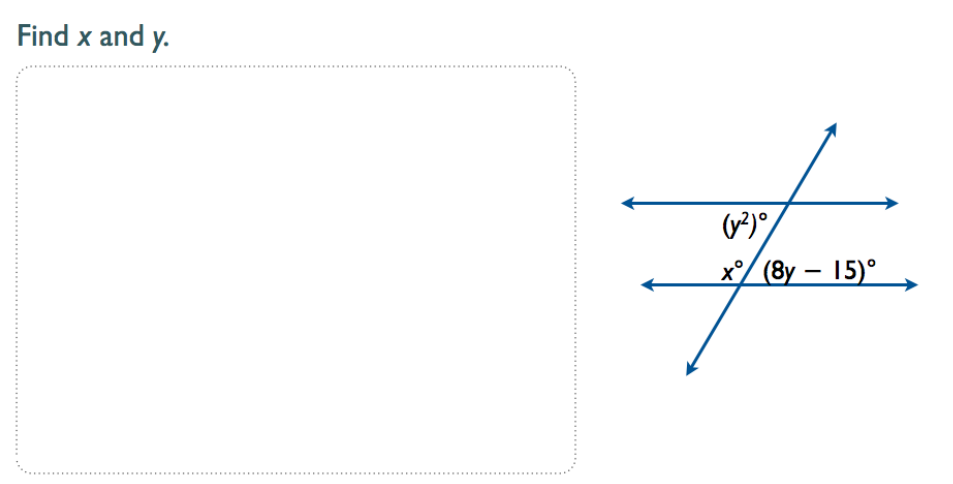 Find x and y.
(y²)°
x° (8y – 15)°